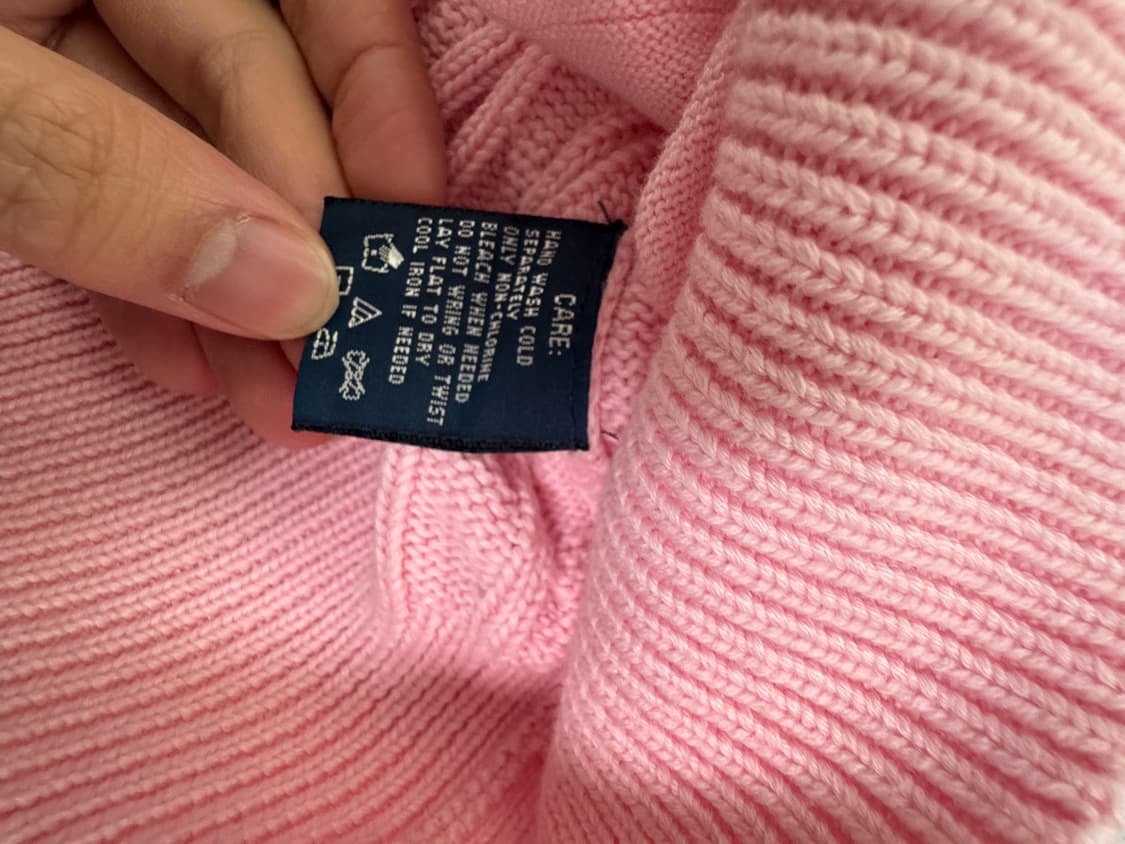 CARE:
HAND WASH COLD
SEPARATELY
ONLY NON-CHLORINE
BLEACH WHEN NEEDED
DO NOT WRING OR TWIST
LAY FLAT TO DRY
COOL IRON IF NEEDED